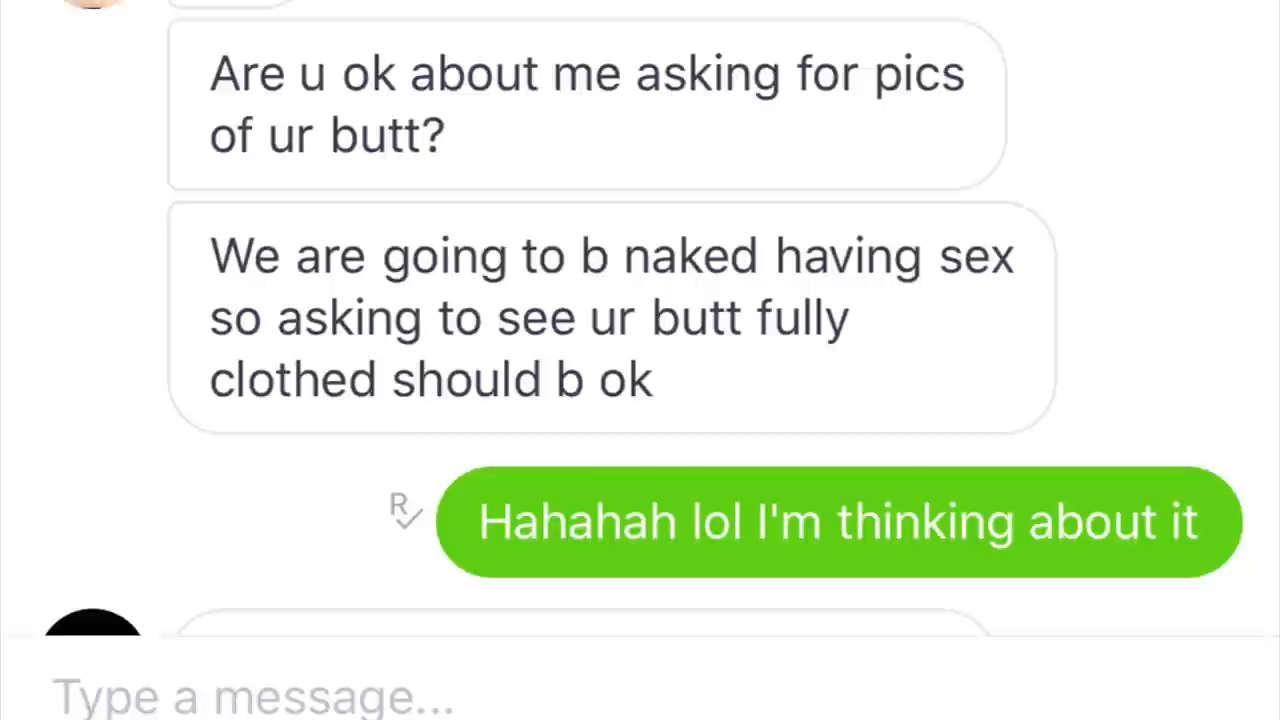 Are u ok about me asking for pics
of ur butt?
We are going to b naked having sex
so asking to see ur butt fully
clothed should b ok
R
Hahahah lol I'm thinking about it
Type a message...